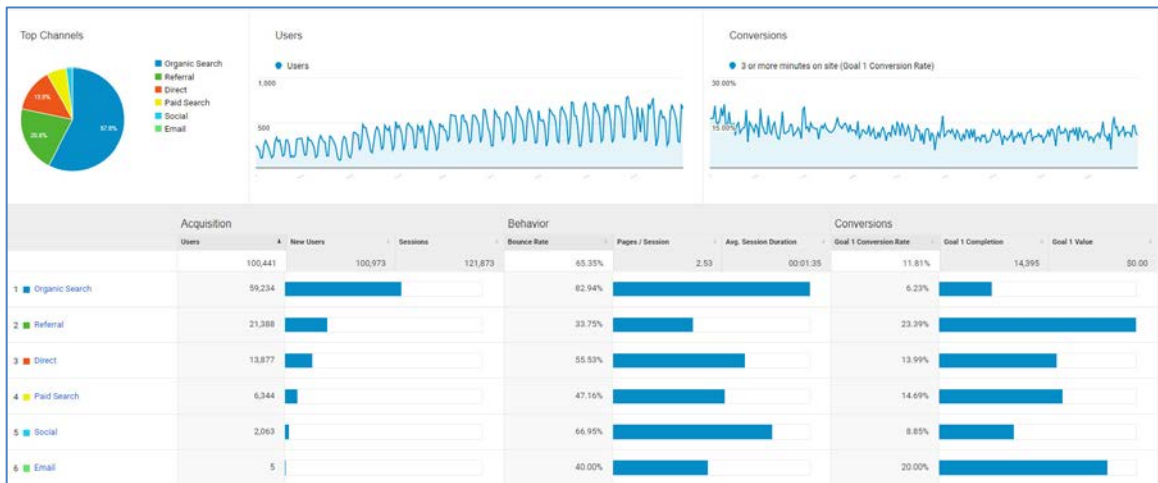 Top Channels
Organic Search
Referral
Direct
Paid Search
Social
Email
57.8%
20.8%
13.5%
Users
Users
1,000
500
Conversions
3 or more minutes on site (Goal 1 Conversion Rate)
30.00%
15.00%
Acquisition Behavior Conversions
Users New Users Sessions Bounce Rate Pages / Session Avg. Session Duration Goal 1 Conversion Rate Goal 1 Completion Goal 1 Value
100,441 100,973 121,873 65.35% 2.53 00:01:35 11.81% 14,395 $0.00
1 Organic Search 59,234 82.94% 6.23%
2 Referral 21,388 33.75% 23.39%
3 Direct 13,877 55.53% 13.99%
4 Paid Search 6,344 47.16% 14.69%
5 Social 2,063 66.95% 8.85%
6 Email 5 40.00% 20.00%